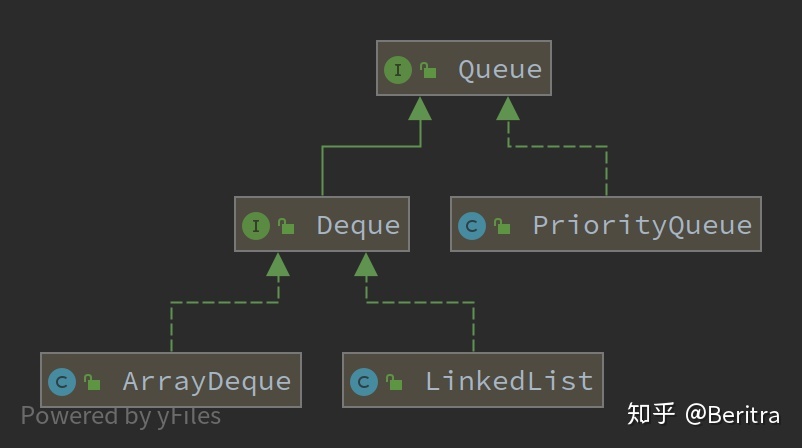 I Queue
I Deque
C PriorityQueue
C ArrayDeque
C LinkedList
Powered by yFiles
知乎 @Beritra